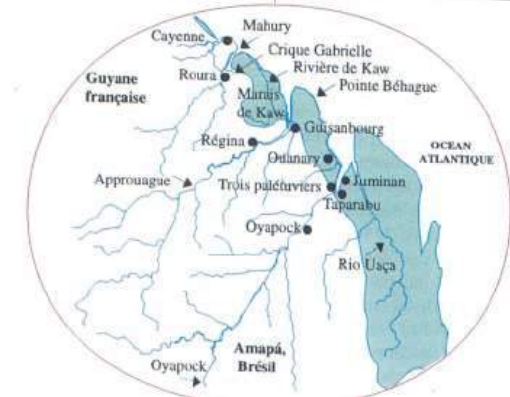 Cayenne
Mahury
Crique Gabrielle
Rivière de Kaw
Pointe Béhague
Guyane
française
Roura
Marais
de Kaw
Guisanbourg
Régina
OCEAN
ATLANTIQUE
Ouanary
Approuague
Trois paléfuviers
Juminan
Taparabu
Oyapock
Rio Uaça
Amapá,
Brésil
Oyapock